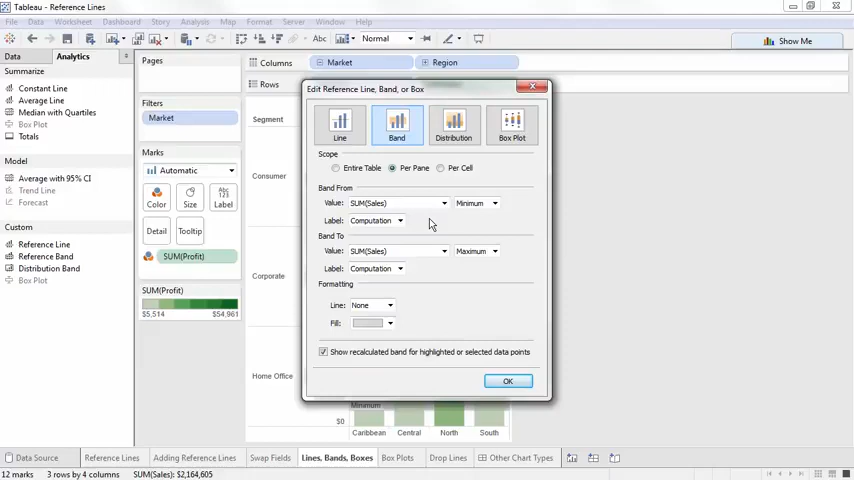 Tableau - Reference Lines
File Data Worksheet Dashboard Story Analysis Map Format Server Window Help
Abc Normal Show Me
Data Analytics
Summarize
Constant Line
Average Line
Median with Quartiles
Box Plot
Totals
Model
Average with 95% CI
Trend Line
Forecast
Custom
Reference Line
Reference Band
Distribution Band
Box Plot
Pages
Filters
Market
Marks
Automatic
Color Size Abc 123 Label
Detail Tooltip
SUM(Profit)
SUM(Profit)
$5,514 $54,961
Columns Market Region
Rows
Segment
Consumer
Corporate
Home Office
Edit Reference Line, Band, or Box
Line Band Distribution Box Plot
Scope
Entire Table Per Pane Per Cell
Band From
Value: SUM(Sales) Minimum
Label: Computation
Band To
Value: SUM(Sales) Maximum
Label: Computation
Formatting
Line: None
Fill:
Show recalculated band for highlighted or selected data points
OK
Minimum
$0
Caribbean Central North South
Data Source Reference Lines Adding Reference Lines Swap Fields Lines, Bands, Boxes Box Plots Drop Lines Other Chart Types
12 marks 3 rows by 4 columns SUM(Sales): $2,164,605